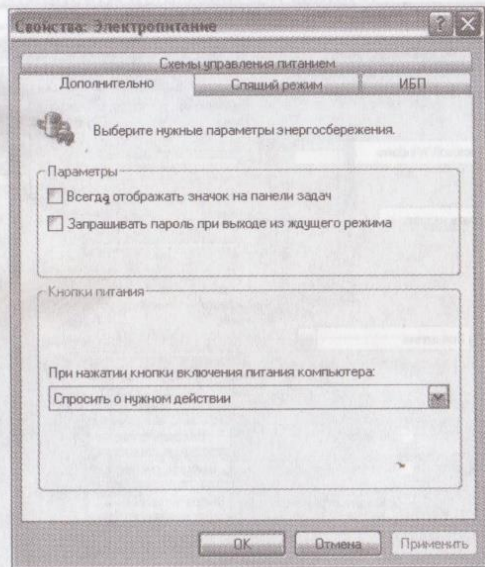 Свойства: Электропитание
Схемы управления питанием
Дополнительно Спящий режим ИБП
Выберите нужные параметры энергосбережения.
Параметры
Всегда отображать значок на панели задач
Запрашивать пароль при выходе из ждущего режима
Кнопки питания
При нажатии кнопки включения питания компьютера:
Спросить о нужном действии
OK Отмена Применить